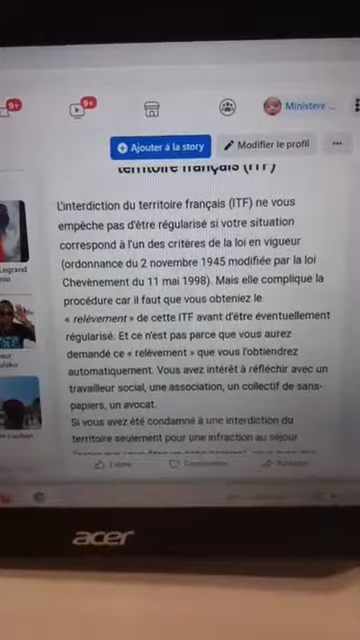 9+
9+
Ministere ...
Ajouter à la story
Modifier le profil
territoire français (ITF)
L'interdiction du territoire français (ITF) ne vous
empêche pas d'être régularisé si votre situation
correspond à l'un des critères de la loi en vigueur
(ordonnance du 2 novembre 1945 modifiée par la loi
Chevènement du 11 mai 1998). Mais elle complique la
procédure car il faut que vous obteniez le
« relèvement » de cette ITF avant d'être éventuellement
régularisé. Et ce n'est pas parce que vous aurez
demandé ce « relèvement » que vous l'obtiendrez
automatiquement. Vous avez intérêt à réfléchir avec un
travailleur social, une association, un collectif de sans-
papiers, un avocat.
Si vous avez été condamné à une interdiction du
territoire seulement pour une infraction au séjour
Legrand
J'aime
Commenter
Partager
acer